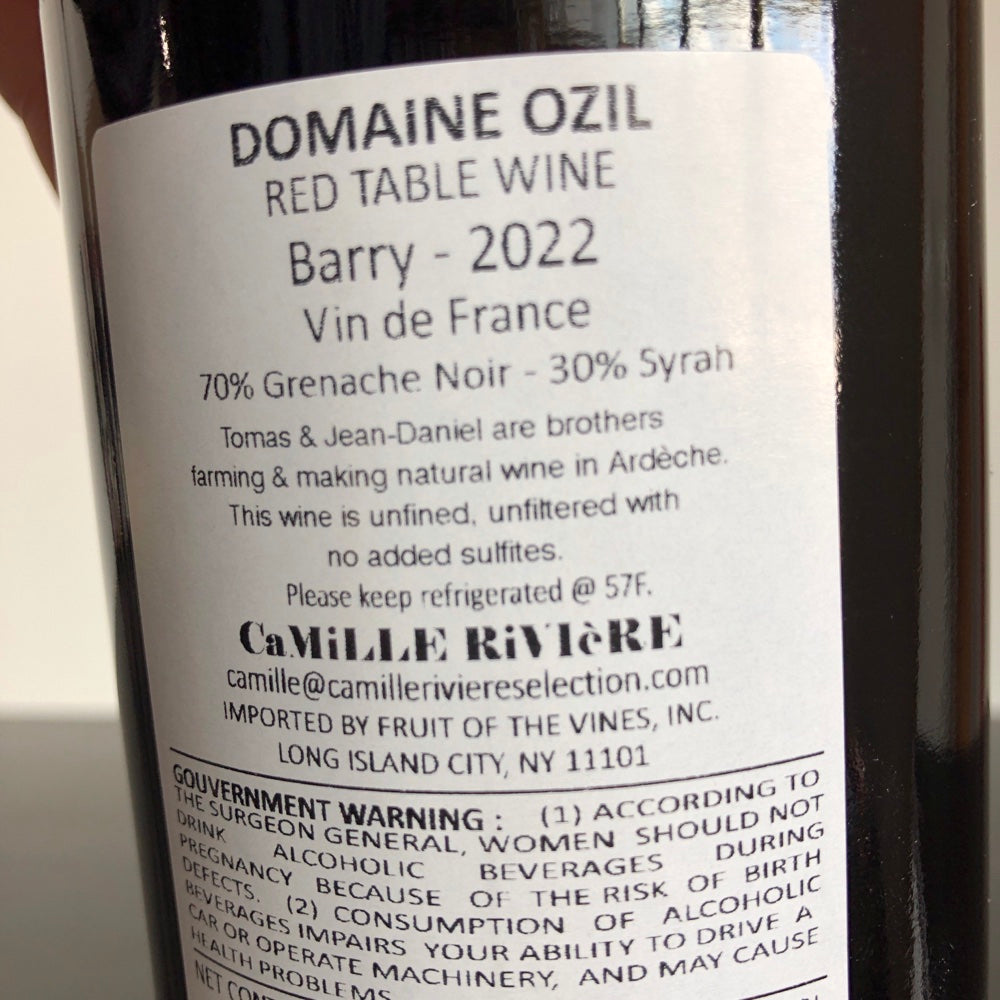 DOMAINE OZIL
RED TABLE WINE
Barry - 2022
Vin de France
70% Grenache Noir - 30% Syrah
Tomas & Jean-Daniel are brothers
farming & making natural wine in Ardèche.
This wine is unfined, unfiltered with
no added sulfites.
Please keep refrigerated @ 57F.
CaMiLLE RiVIèRE
camille@camilleriviereselection.com
IMPORTED BY FRUIT OF THE VINES, INC.
LONG ISLAND CITY, NY 11101
GOUVERNMENT WARNING : (1) ACCORDING TO
THE SURGEON GENERAL, WOMEN SHOULD NOT
DRINK ALCOHOLIC BEVERAGES DURING
PREGNANCY BECAUSE OF THE RISK OF BIRTH
DEFECTS. (2) CONSUMPTION OF ALCOHOLIC
BEVERAGES IMPAIRS YOUR ABILITY TO DRIVE A
CAR OR OPERATE MACHINERY, AND MAY CAUSE
HEALTH PROBLEMS
NET